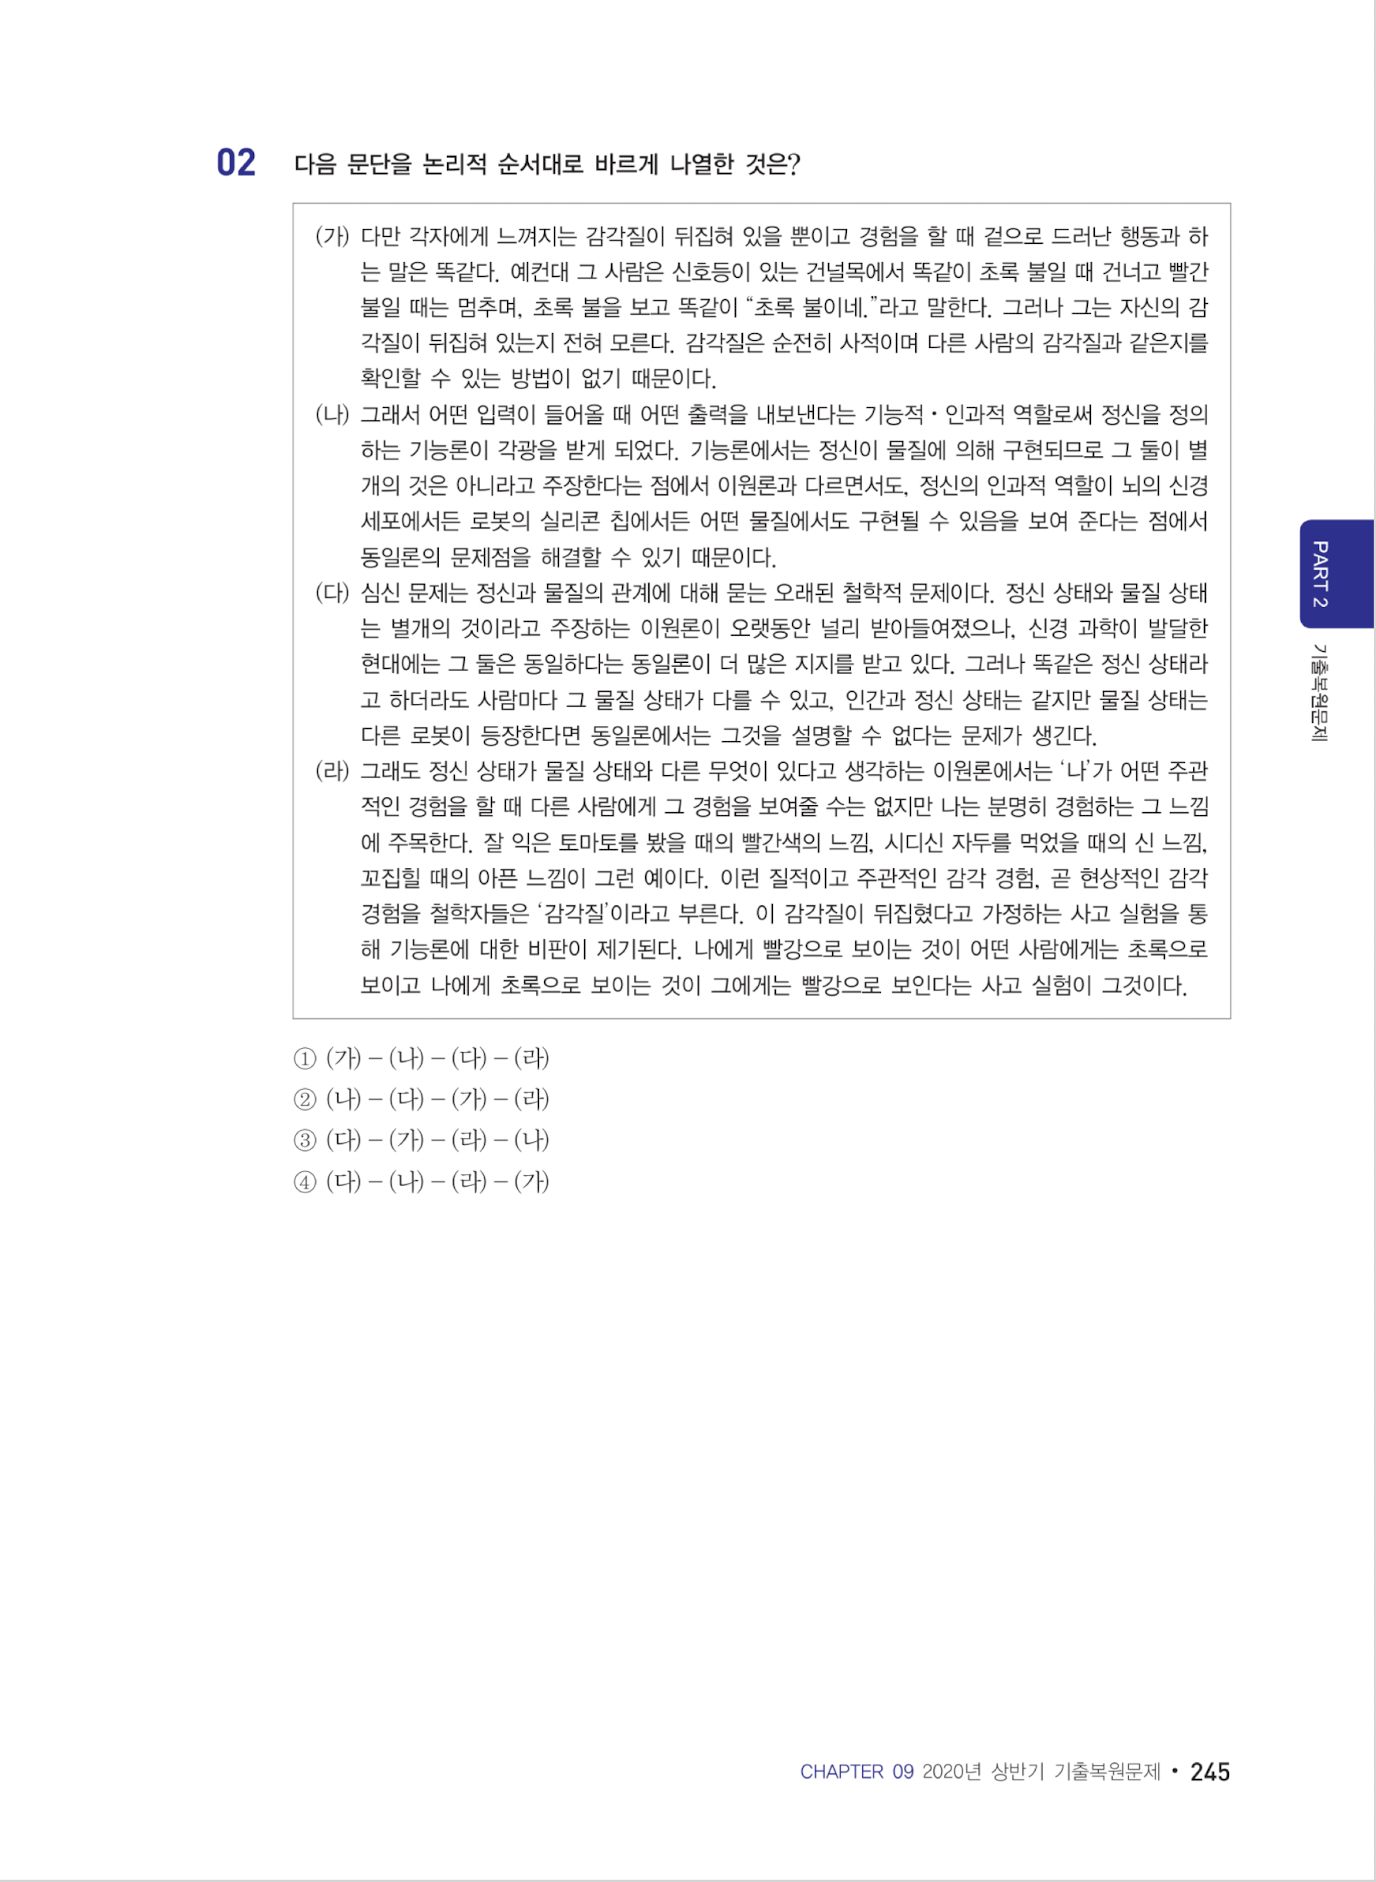 02 다음 문단을 논리적 순서대로 바르게 나열한 것은?
(가) 다만 각자에게 느껴지는 감각질이 뒤집혀 있을 뿐이고 경험을 할 때 겉으로 드러난 행동과 하
는 말은 똑같다. 예컨대 그 사람은 신호등이 있는 건널목에서 똑같이 초록 불일 때 건너고 빨간
불일 때는 멈추며, 초록 불을 보고 똑같이 “초록 불이네.”라고 말한다. 그러나 그는 자신의 감
각질이 뒤집혀 있는지 전혀 모른다. 감각질은 순전히 사적이며 다른 사람의 감각질과 같은지를
확인할 수 있는 방법이 없기 때문이다.
(나) 그래서 어떤 입력이 들어올 때 어떤 출력을 내보낸다는 기능적 · 인과적 역할로써 정신을 정의
하는 기능론이 각광을 받게 되었다. 기능론에서는 정신이 물질에 의해 구현되므로 그 둘이 별
개의 것은 아니라고 주장한다는 점에서 이원론과 다르면서도, 정신의 인과적 역할이 뇌의 신경
세포에서든 로봇의 실리콘 칩에서든 어떤 물질에서도 구현될 수 있음을 보여 준다는 점에서
동일론의 문제점을 해결할 수 있기 때문이다.
(다) 심신 문제는 정신과 물질의 관계에 대해 묻는 오래된 철학적 문제이다. 정신 상태와 물질 상태
는 별개의 것이라고 주장하는 이원론이 오랫동안 널리 받아들여졌으나, 신경 과학이 발달한
현대에는 그 둘은 동일하다는 동일론이 더 많은 지지를 받고 있다. 그러나 똑같은 정신 상태라
고 하더라도 사람마다 그 물질 상태가 다를 수 있고, 인간과 정신 상태는 같지만 물질 상태는
다른 로봇이 등장한다면 동일론에서는 그것을 설명할 수 없다는 문제가 생긴다.
(라) 그래도 정신 상태가 물질 상태와 다른 무엇이 있다고 생각하는 이원론에서는 ‘나’가 어떤 주관
적인 경험을 할 때 다른 사람에게 그 경험을 보여줄 수는 없지만 나는 분명히 경험하는 그 느낌
에 주목한다. 잘 익은 토마토를 봤을 때의 빨간색의 느낌, 시디신 자두를 먹었을 때의 신 느낌,
꼬집힐 때의 아픈 느낌이 그런 예이다. 이런 질적이고 주관적인 감각 경험, 곧 현상적인 감각
경험을 철학자들은 ‘감각질’이라고 부른다. 이 감각질이 뒤집혔다고 가정하는 사고 실험을 통
해 기능론에 대한 비판이 제기된다. 나에게 빨강으로 보이는 것이 어떤 사람에게는 초록으로
보이고 나에게 초록으로 보이는 것이 그에게는 빨강으로 보인다는 사고 실험이 그것이다.
① (가) – (나) – (다) – (라)
② (나) – (다) – (가) – (라)
③ (다) – (가) – (라) – (나)
④ (다) – (나) – (라) – (가)
PART 2
기출복원문제
CHAPTER 09 2020년 상반기 기출복원문제 • 245